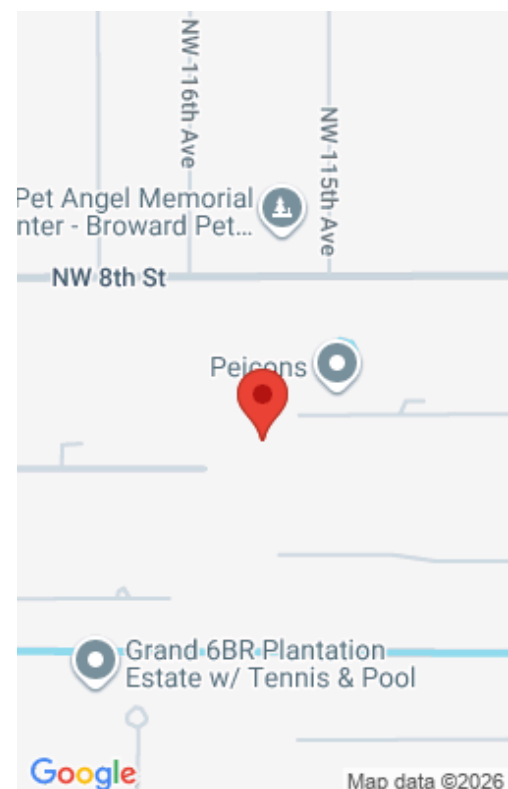 NW 116th Ave
NW 115th Ave
Pet Angel Memorial
nter - Broward Pet...
NW 8th St
Peicons
Grand 6BR Plantation
Estate w/ Tennis & Pool
Google
Map data ©2026